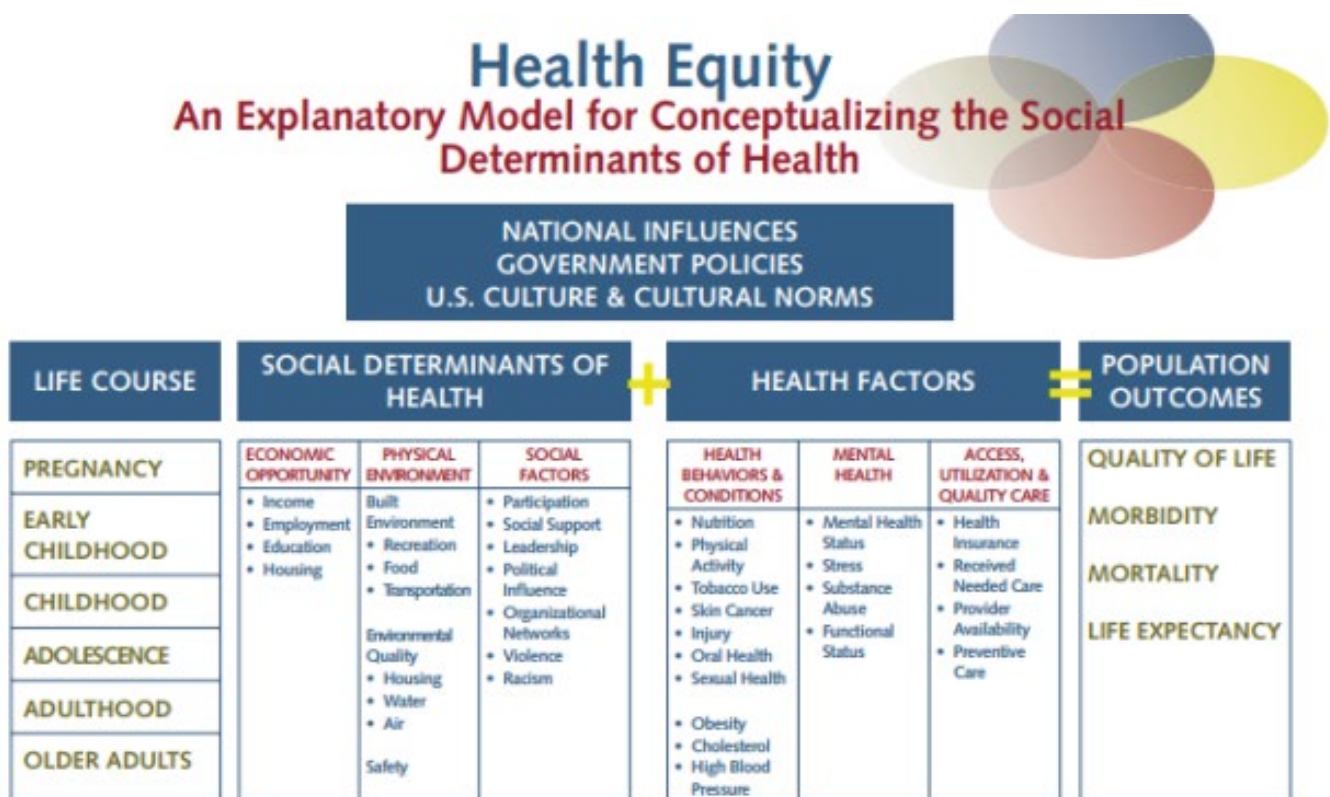 Health Equity
An Explanatory Model for Conceptualizing the Social
Determinants of Health
NATIONAL INFLUENCES
GOVERNMENT POLICIES
U.S. CULTURE & CULTURAL NORMS
LIFE COURSE
PREGNANCY
EARLY
CHILDHOOD
CHILDHOOD
ADOLESCENCE
ADULTHOOD
OLDER ADULTS
SOCIAL DETERMINANTS OF
HEALTH
ECONOMIC
OPPORTUNITY
• Income
• Employment
• Education
• Housing
PHYSICAL
ENVIRONMENT
Built
Environment
• Recreation
• Food
• Transportation
Environmental
Quality
• Housing
• Water
• Air
Safety
SOCIAL
FACTORS
• Participation
• Social Support
• Leadership
• Political
Influence
• Organizational
Networks
• Violence
• Racism
+
HEALTH FACTORS
HEALTH
BEHAVIORS &
CONDITIONS
• Nutrition
• Physical
Activity
• Tobacco Use
• Skin Cancer
• Injury
• Oral Health
• Sexual Health
• Obesity
• Cholesterol
• High Blood
Pressure
MENTAL
HEALTH
• Mental Health
Status
• Stress
• Substance
Abuse
• Functional
Status
ACCESS,
UTILIZATION &
QUALITY CARE
• Health
Insurance
• Received
Needed Care
• Provider
Availability
• Preventive
Care
=
POPULATION
OUTCOMES
QUALITY OF LIFE
MORBIDITY
MORTALITY
LIFE EXPECTANCY